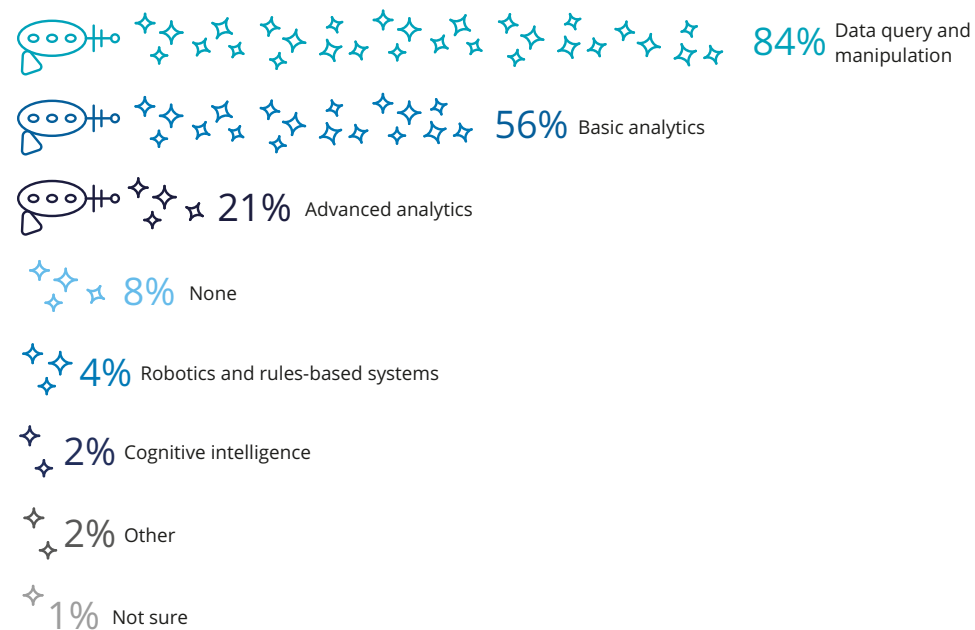 84% Data query and
manipulation
56% Basic analytics
21% Advanced analytics
8% None
4% Robotics and rules-based systems
2% Cognitive intelligence
2% Other
1% Not sure